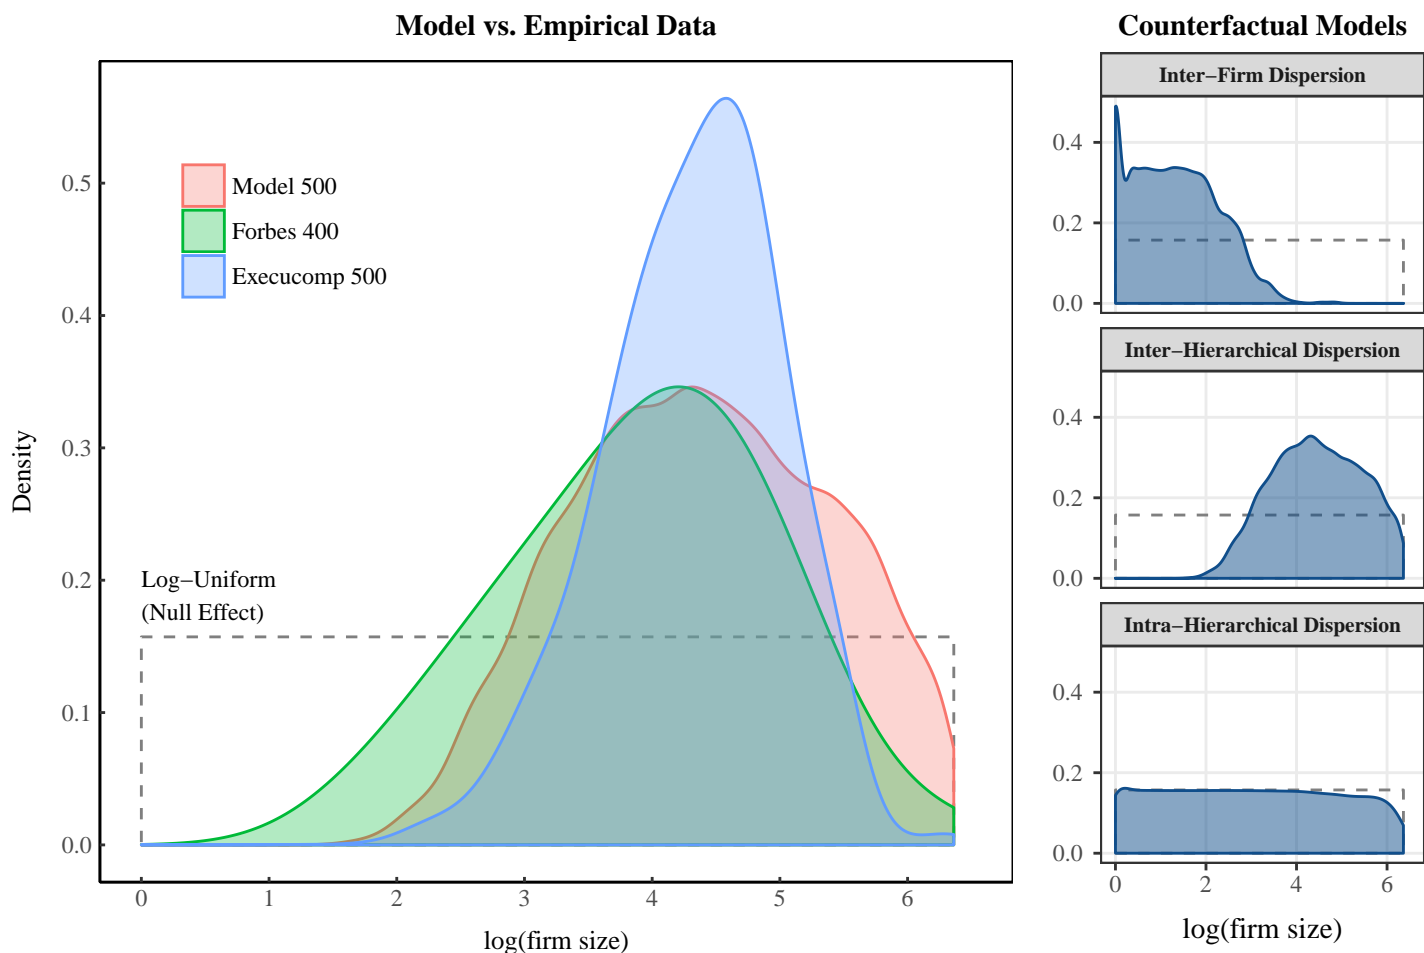 Model vs. Empirical Data
Density
0.5
0.4
0.3
0.2
0.1
0.0
Model 500
Forbes 400
Execucomp 500
Log−Uniform
(Null Effect)
0 1 2 3 4 5 6
log(firm size)
Counterfactual Models
Inter−Firm Dispersion
0.4
0.2
0.0
Inter−Hierarchical Dispersion
0.4
0.2
0.0
Intra−Hierarchical Dispersion
0.4
0.2
0.0
0 2 4 6
log(firm size)